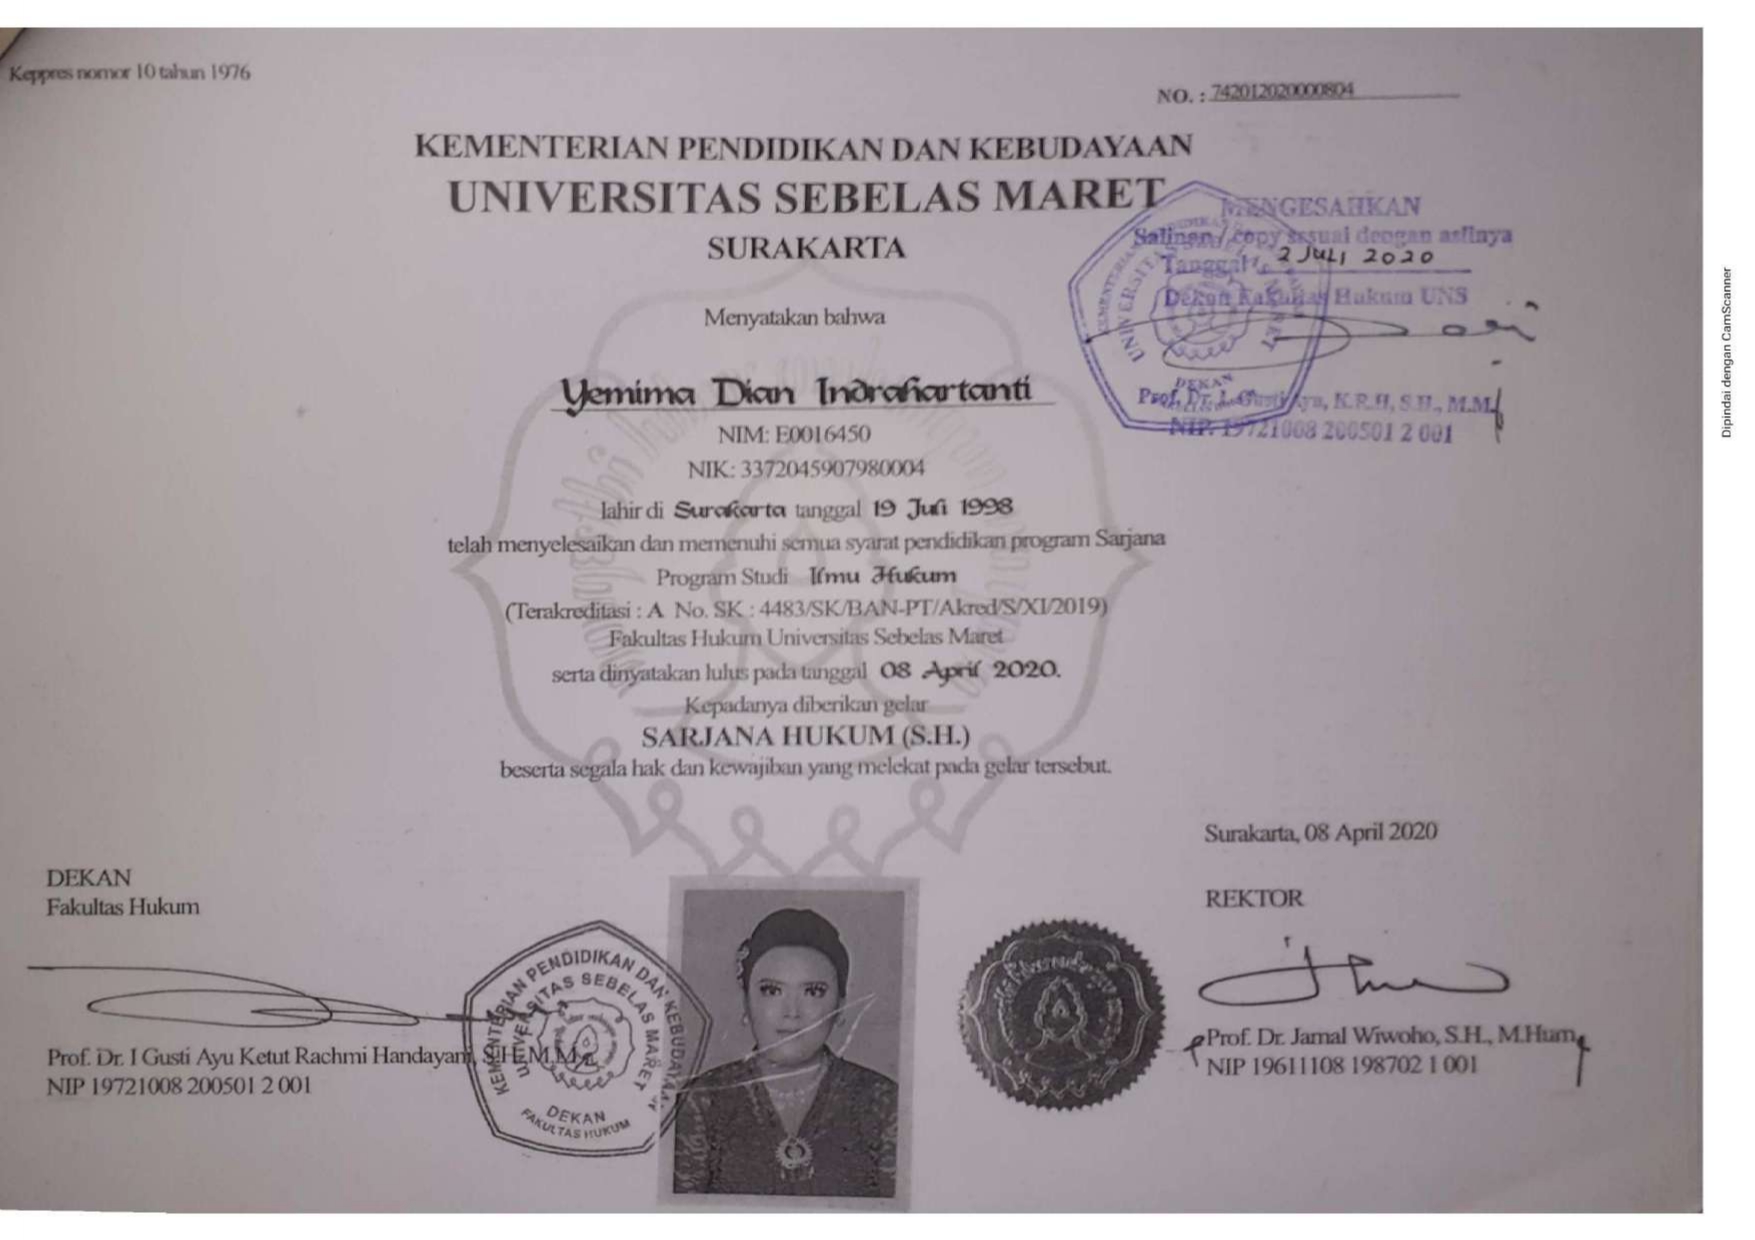 Keppres nomor 10 tahun 1976
NO. : 742012020000804
KEMENTERIAN PENDIDIKAN DAN KEBUDAYAAN
UNIVERSITAS SEBELAS MARET
SURAKARTA
MENGESAHKAN
Salinan / copy sesuai dengan aslinya
Tanggal 2 JULI 2020
Dekan Fakultas Hukum UNS
DEKAN
Prof. Dr. I. Gusti Ayu, K.R.H, S.H., M.M
NIP. 19721008 200501 2 001
Menyatakan bahwa
Yemima Dian Indrahartanti
NIM: E0016450
NIK: 3372045907980004
lahir di Surakarta tanggal 19 Juli 1998
telah menyelesaikan dan memenuhi semua syarat pendidikan program Sarjana
Program Studi Ilmu Hukum
(Terakreditasi : A No. SK : 4483/SK/BAN-PT/Akred/S/XI/2019)
Fakultas Hukum Universitas Sebelas Maret
serta dinyatakan lulus pada tanggal 08 April 2020.
Kepadanya diberikan gelar
SARJANA HUKUM (S.H.)
beserta segala hak dan kewajiban yang melekat pada gelar tersebut.
Surakarta, 08 April 2020
DEKAN
Fakultas Hukum
Prof. Dr. I Gusti Ayu Ketut Rachmi Handayani, S.H., M.M.
NIP 19721008 200501 2 001
KEMENTERIAN PENDIDIKAN DAN KEBUDAYAAN
UNIVERSITAS SEBELAS MARET
DEKAN
FAKULTAS HUKUM
REKTOR
Prof. Dr. Jamal Wiwoho, S.H., M.Hum
NIP 19611108 198702 1 001
Dipindai dengan CamScanner